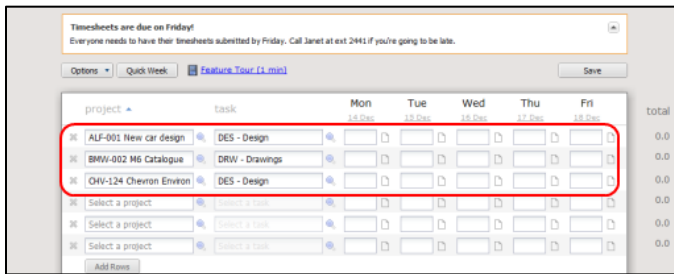 Timesheets are due on Friday!
Everyone needs to have their timesheets submitted by Friday. Call Janet at ext 2441 if you're going to be late.
Options Quick Week Feature Tour (1 min) Save
project task Mon Tue Wed Thu Fri total
14 Dec 15 Dec 16 Dec 17 Dec 18 Dec
ALF-001 New car design DES - Design 0.0
BMW-002 M6 Catalogue DRW - Drawings 0.0
CHV-124 Chevron Environ DES - Design 0.0
Select a project Select a task 0.0
Select a project Select a task 0.0
Select a project Select a task 0.0
Add Rows